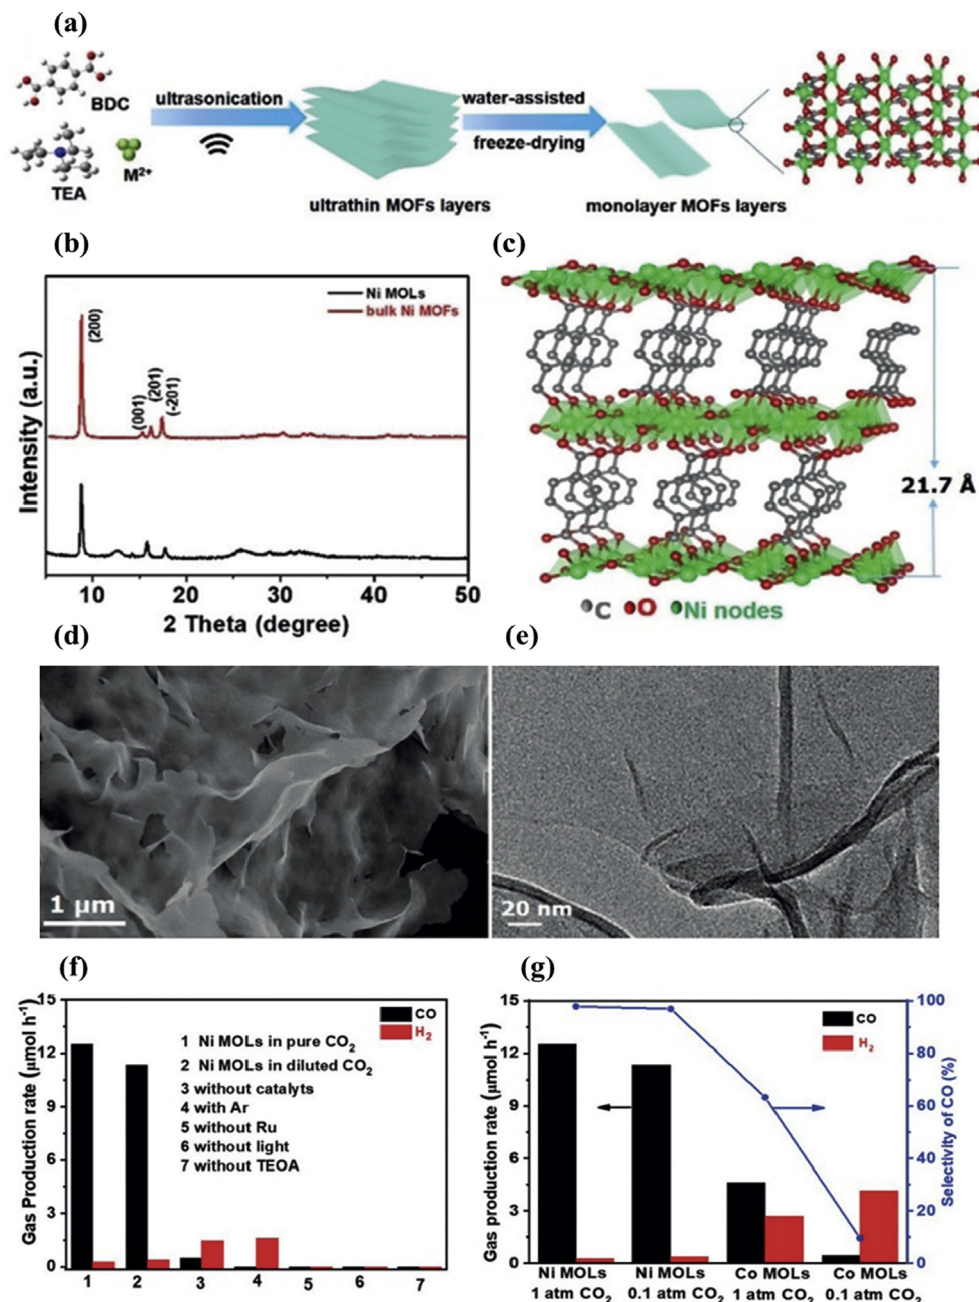 (a)
BDC
TEA
M²⁺
ultrasonication
ultrathin MOFs layers
water-assisted
freeze-drying
monolayer MOFs layers
(b)
Intensity (a.u.)
Ni MOLs
bulk Ni MOFs
(200)
(001)
(201)
(-201)
10 20 30 40 50
2 Theta (degree)
(c)
21.7 Å
C O Ni nodes
(d)
1 μm
(e)
20 nm
(f)
Gas Production rate (μmol h⁻¹)
15
12
9
6
3
0
CO
H₂
1 Ni MOLs in pure CO₂
2 Ni MOLs in diluted CO₂
3 without catalyts
4 with Ar
5 without Ru
6 without light
7 without TEOA
1 2 3 4 5 6 7
(g)
Gas production rate (μmol h⁻¹)
15
12
9
6
3
0
CO
H₂
100
80
60
40
20
0
Selectivity of CO (%)
Ni MOLs Ni MOLs Co MOLs Co MOLs
1 atm CO₂ 0.1 atm CO₂ 1 atm CO₂ 0.1 atm CO₂